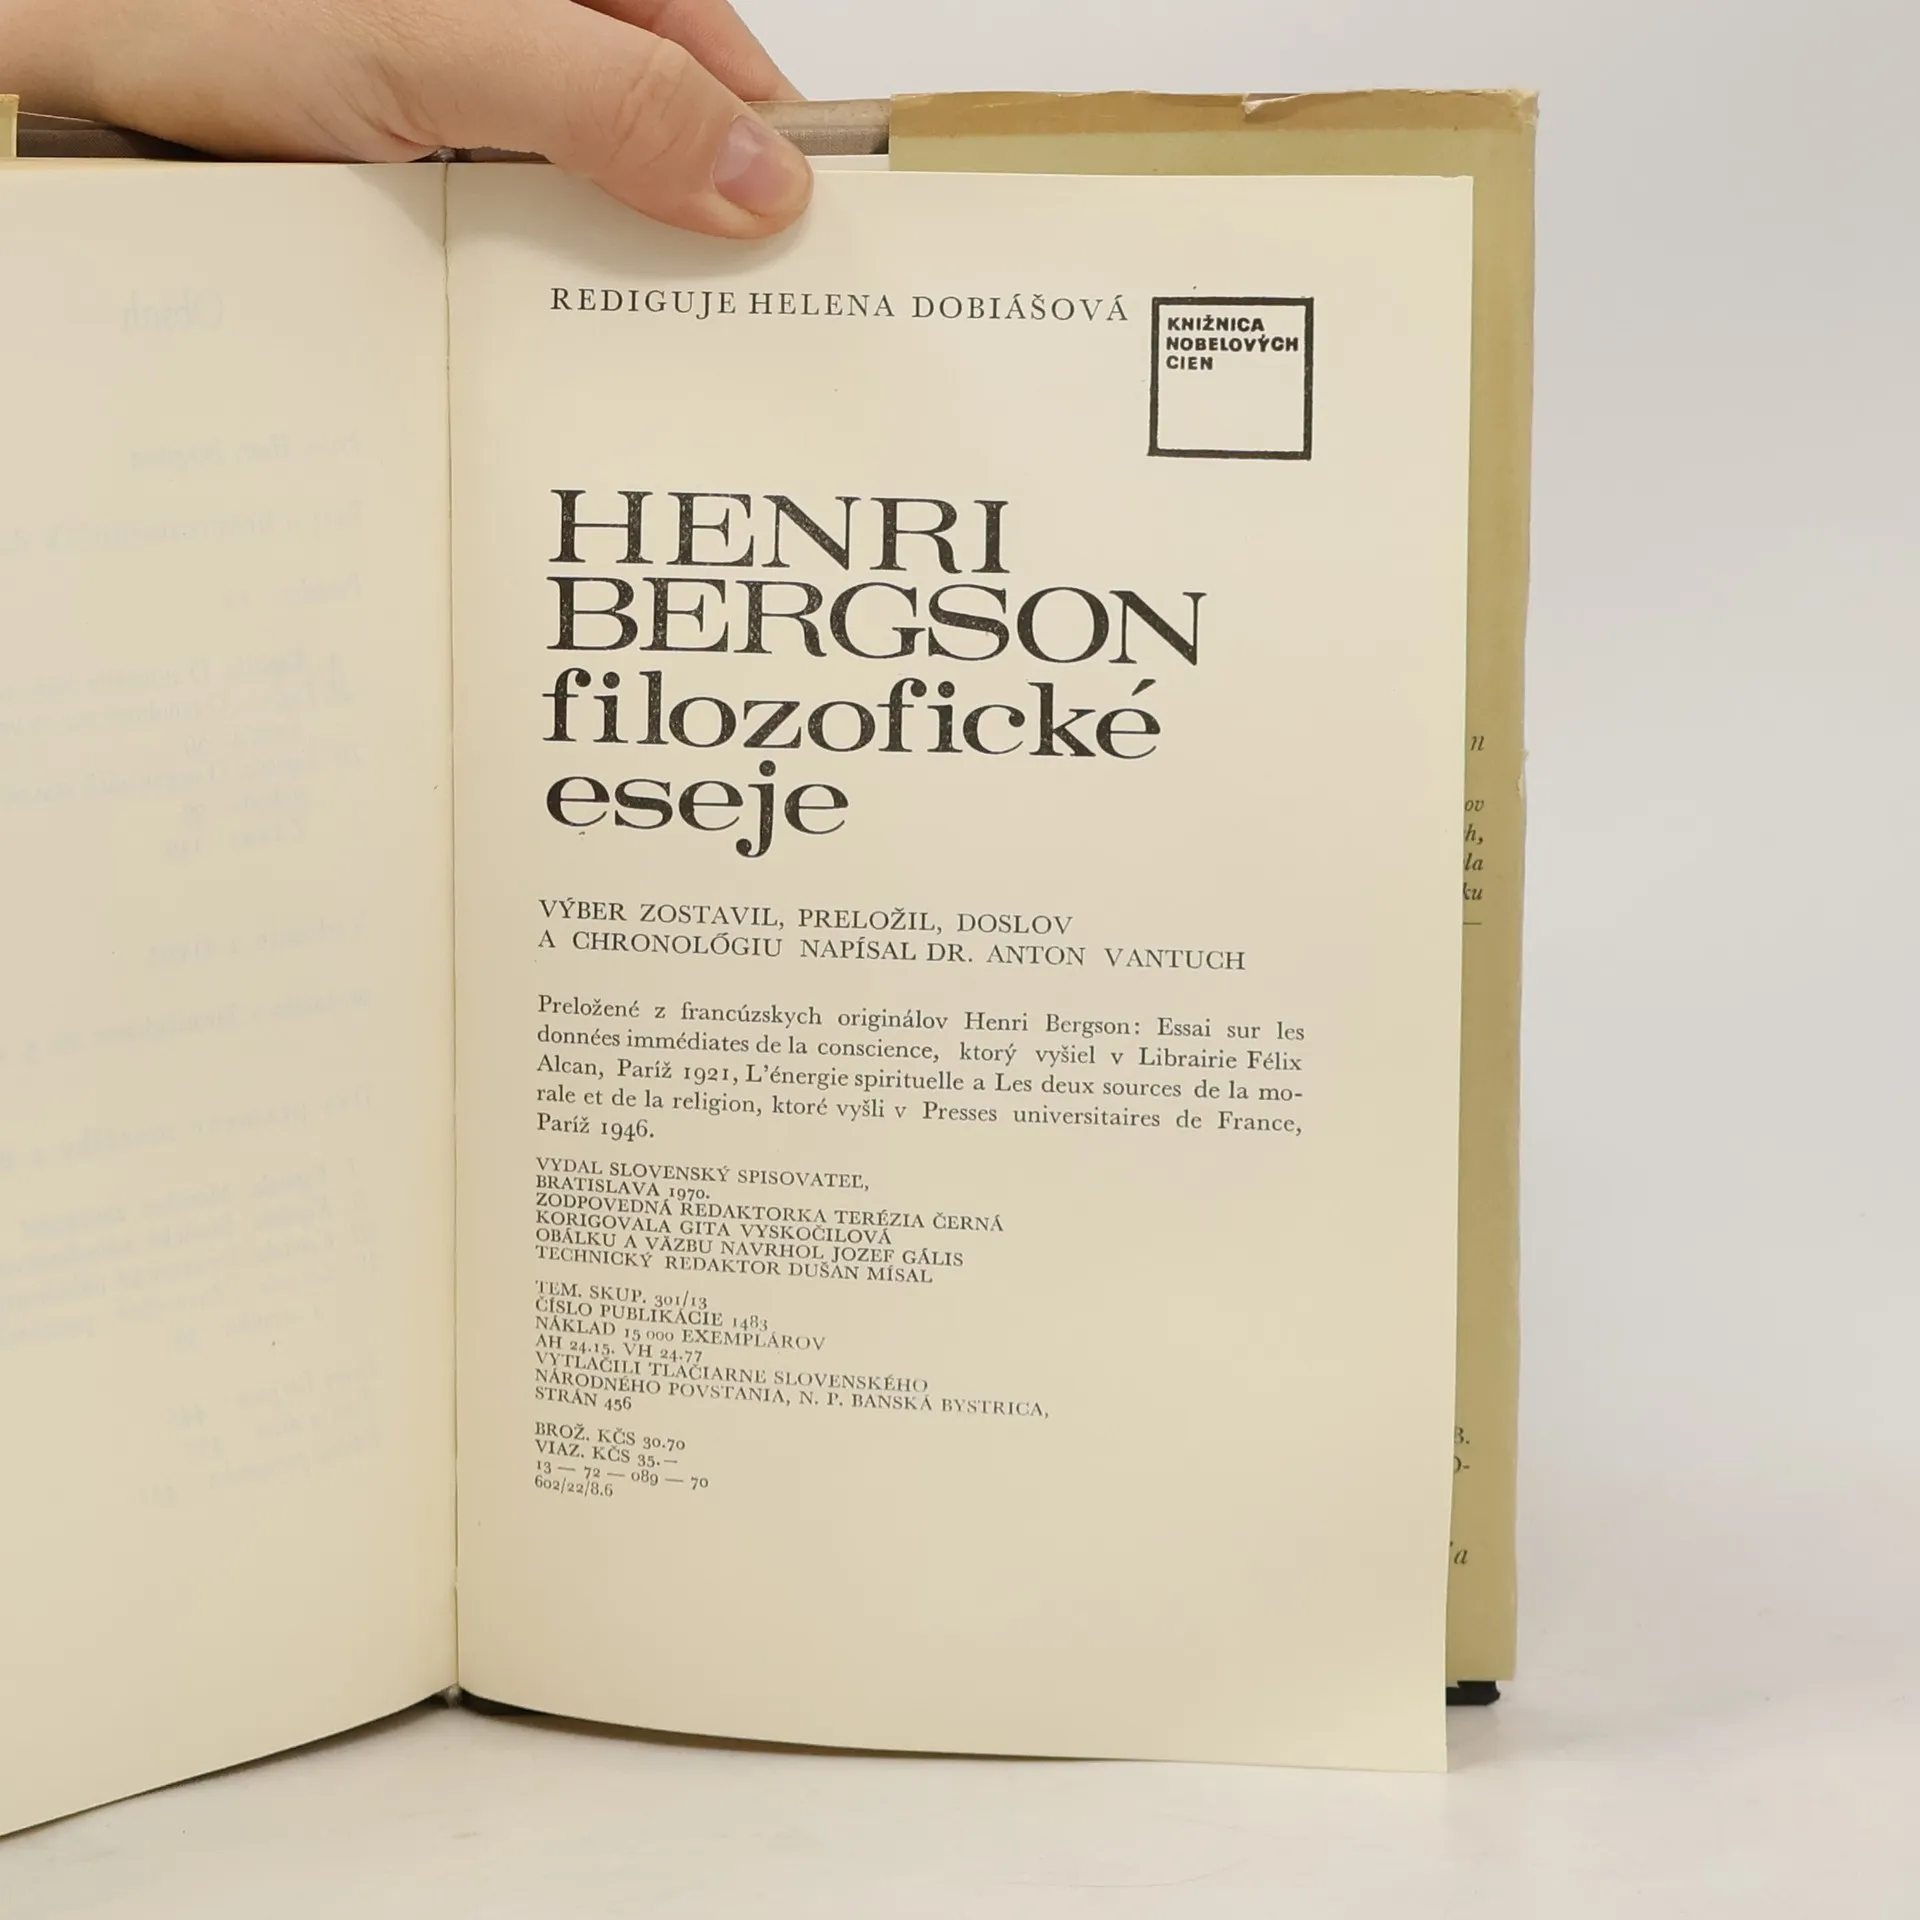 REDIGUJE HELENA DOBIÁŠOVÁ
KNIŽNICA
NOBELOVÝCH
CIEN
HENRI
BERGSON
filozofické
eseje
VÝBER ZOSTAVIL, PRELOŽIL, DOSLOV
A CHRONOLÓGIU NAPÍSAL DR. ANTON VANTUCH
Preložené z francúzskych originálov Henri Bergson: Essai sur les
données immédiates de la conscience, ktorý vyšiel v Librairie Félix
Alcan, Paríž 1921, L'énergie spirituelle a Les deux sources de la mo-
rale et de la religion, ktoré vyšli v Presses universitaires de France,
Paríž 1946.
VYDAL SLOVENSKÝ SPISOVATEĽ,
BRATISLAVA 1970.
ZODPOVEDNÁ REDAKTORKA TERÉZIA ČERNÁ
KORIGOVALA GITA VYSKOČILOVÁ
OBÁLKU A VÄZBU NAVRHOL JOZEF GÁLIS
TECHNICKÝ REDAKTOR DUŠAN MÍSAL
TEM. SKUP. 301/13
ČÍSLO PUBLIKÁCIE 1483
NÁKLAD 15 000 EXEMPLÁROV
AH 24.15. VH 24.77
VYTLAČILI TLAČIARNE SLOVENSKÉHO
NÁRODNÉHO POVSTANIA, N. P. BANSKÁ BYSTRICA,
STRÁN 456
BROŽ. KČS 30.70
VIAZ. KČS 35.—
13 — 72 — 089 — 70
602/22/8.6